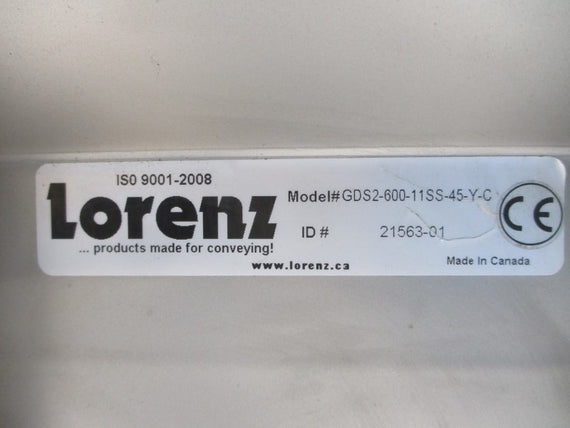 ISO 9001-2008
Lorenz
... products made for conveying!
Model# GDS2-600-11SS-45-Y-C
ID # 21563-01
CE
www.lorenz.ca
Made In Canada